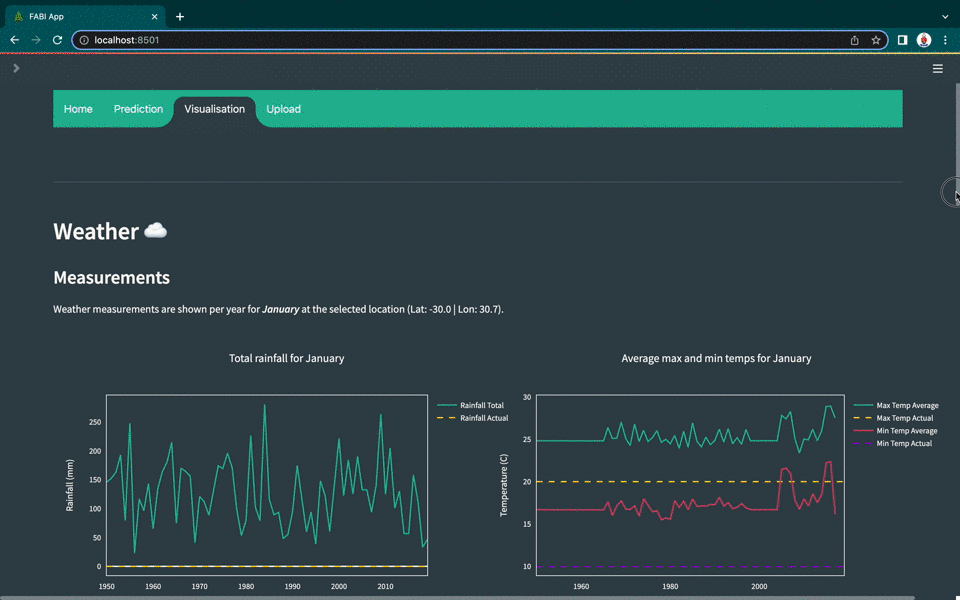 FABI App
localhost:8501
Home Prediction Visualisation Upload
Weather
Measurements
Weather measurements are shown per year for January at the selected location (Lat: -30.0 | Lon: 30.7).
Total rainfall for January
Rainfall Total
Rainfall Actual
Rainfall (mm)
250
200
150
100
50
0
1950 1960 1970 1980 1990 2000 2010
Average max and min temps for January
Max Temp Average
Max Temp Actual
Min Temp Average
Min Temp Actual
Temperature (C)
30
25
20
15
10
1960 1980 2000